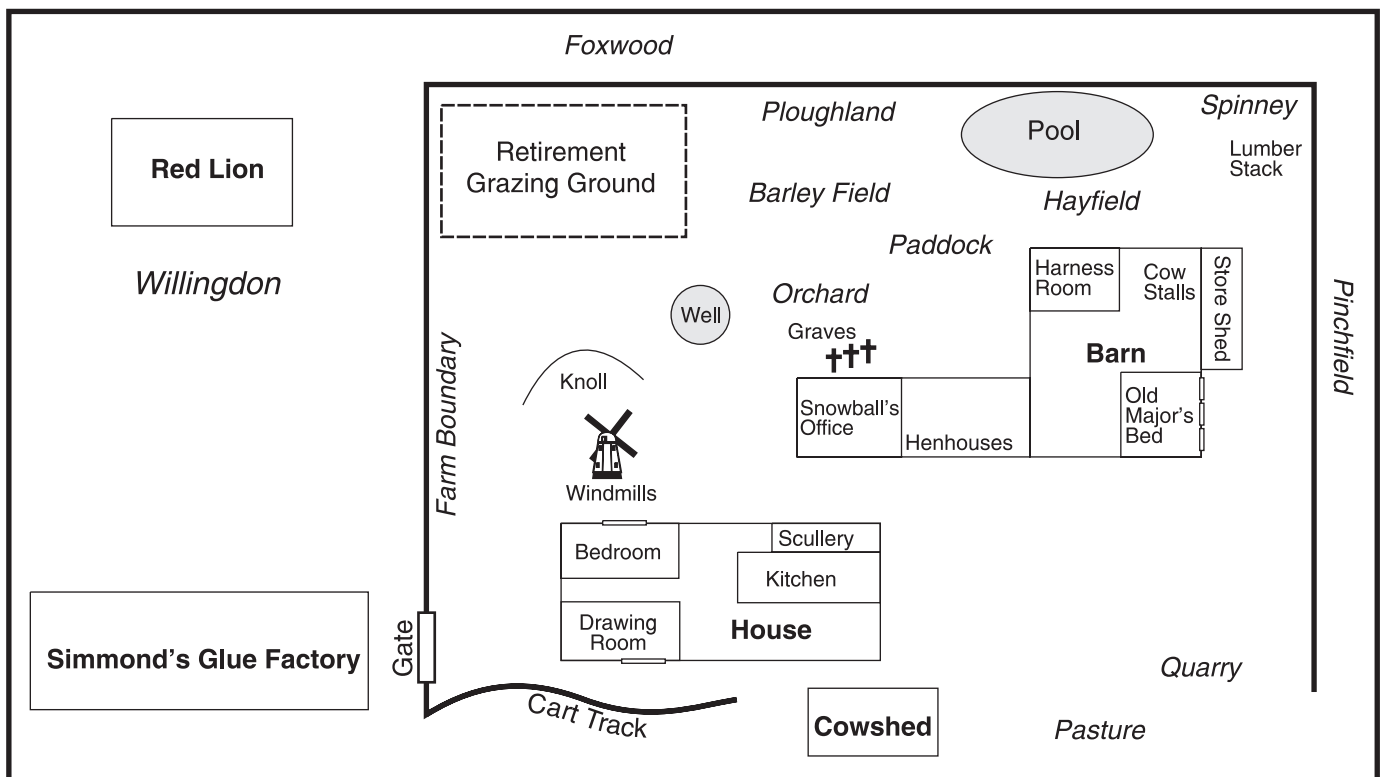 Foxwood
Red Lion
Willingdon
Simmond's Glue Factory
Farm Boundary
Gate
Retirement
Grazing Ground
Ploughland
Pool
Spinney
Lumber
Stack
Barley Field
Hayfield
Paddock
Orchard
Well
Graves
Harness
Room
Cow
Stalls
Store Shed
Barn
Pinchfield
Knoll
Snowball's
Office
Henhouses
Old
Major's
Bed
Windmills
Bedroom
Scullery
Kitchen
Drawing
Room
House
Cart Track
Cowshed
Quarry
Pasture